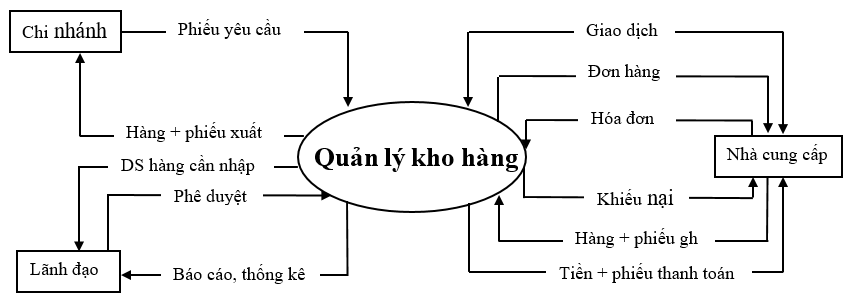 Chi nhánh
Phiếu yêu cầu
Giao dịch
Đơn hàng
Hàng + phiếu xuất
Hóa đơn
Quản lý kho hàng
Nhà cung cấp
DS hàng cần nhập
Phê duyệt
Khiếu nại
Hàng + phiếu gh
Lãnh đạo
Báo cáo, thống kê
Tiền + phiếu thanh toán